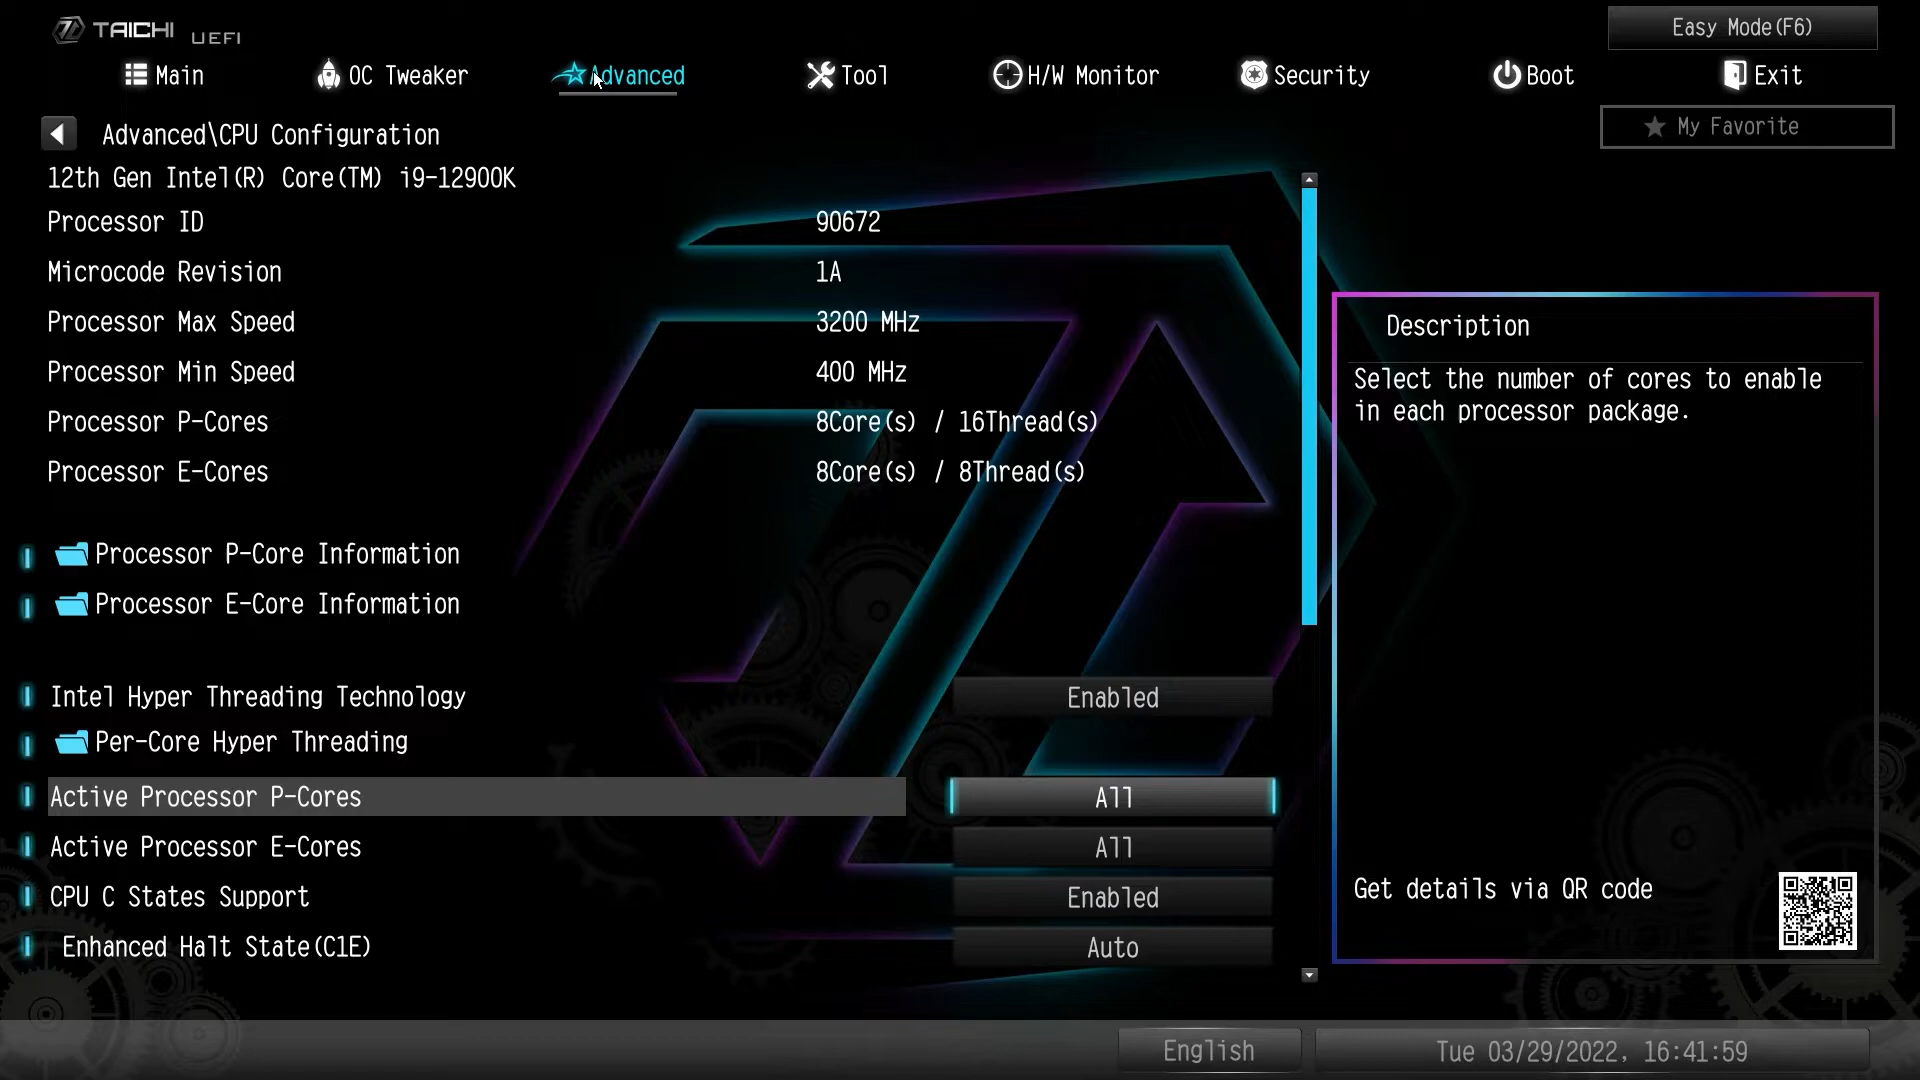 TAICHI UEFI
Easy Mode(F6)
Main
OC Tweaker
Advanced
Tool
H/W Monitor
Security
Boot
Exit
Advanced\CPU Configuration
My Favorite
12th Gen Intel(R) Core(TM) i9-12900K
Processor ID 90672
Microcode Revision 1A
Processor Max Speed 3200 MHz
Processor Min Speed 400 MHz
Processor P-Cores 8Core(s) / 16Thread(s)
Processor E-Cores 8Core(s) / 8Thread(s)
Processor P-Core Information
Processor E-Core Information
Intel Hyper Threading Technology Enabled
Per-Core Hyper Threading
Active Processor P-Cores All
Active Processor E-Cores All
CPU C States Support Enabled
Enhanced Halt State(C1E) Auto
Description
Select the number of cores to enable
in each processor package.
Get details via QR code
English
Tue 03/29/2022, 16:41:59